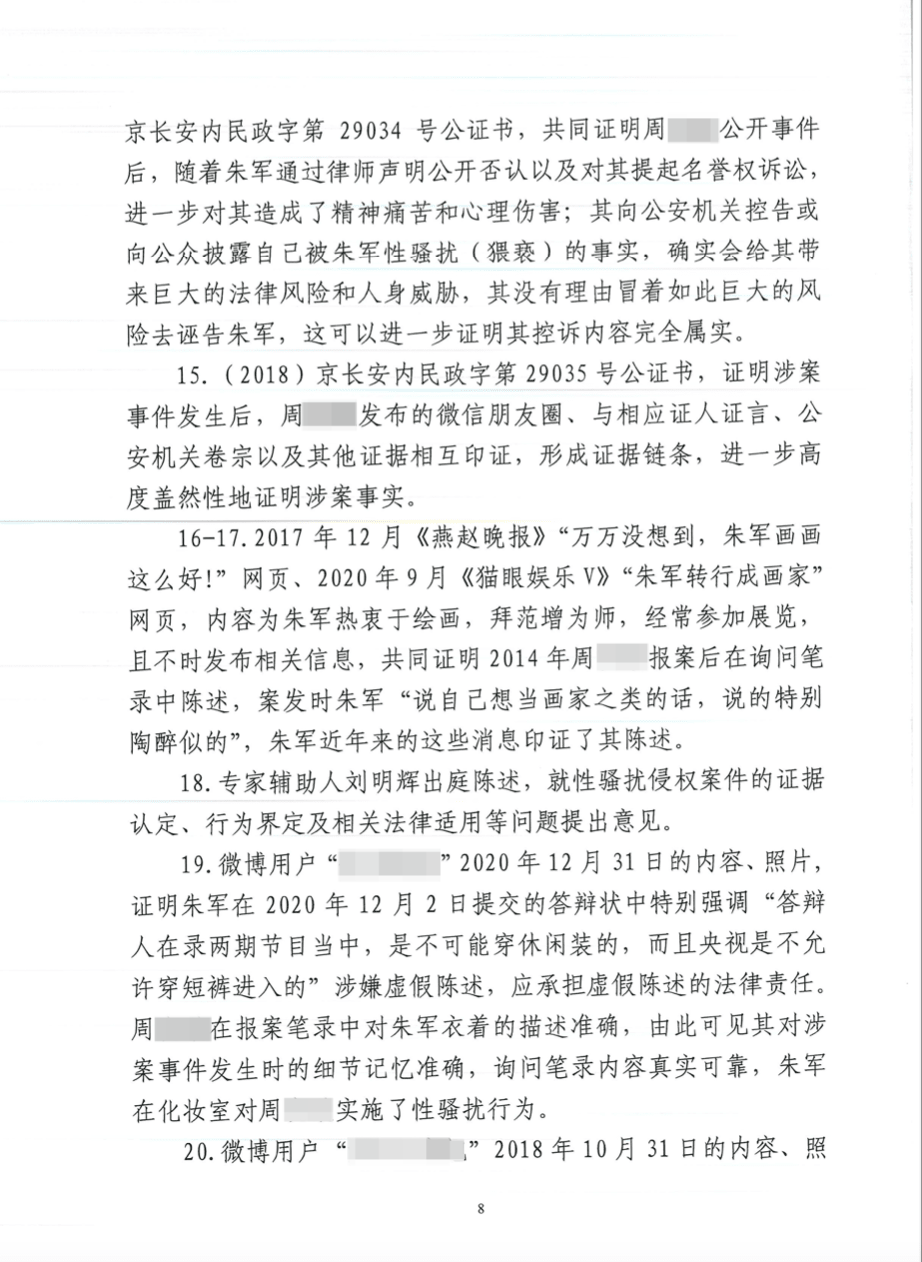 京长安内民政字第 29034 号公证书，共同证明周 公开事件
后，随着朱军通过律师声明公开否认以及对其提起名誉权诉讼，
进一步对其造成了精神痛苦和心理伤害；其向公安机关控告或
向公众披露自己被朱军性骚扰（猥亵）的事实，确实会给其带
来巨大的法律风险和人身威胁，其没有理由冒着如此巨大的风
险去诬告朱军，这可以进一步证明其控诉内容完全属实。
15.（2018）京长安内民政字第 29035 号公证书，证明涉案
事件发生后，周 发布的微信朋友圈、与相应证人证言、公
安机关卷宗以及其他证据相互印证，形成证据链条，进一步高
度盖然性地证明涉案事实。
16-17.2017 年 12 月《燕赵晚报》“万万没想到，朱军画画
这么好！”网页、2020 年 9 月《猫眼娱乐 V》“朱军转行成画家”
网页，内容为朱军热衷于绘画，拜范增为师，经常参加展览，
且不时发布相关信息，共同证明 2014 年周 报案后在询问笔
录中陈述，案发时朱军“说自己想当画家之类的话，说的特别
陶醉似的”，朱军近年来的这些消息印证了其陈述。
18.专家辅助人刘明辉出庭陈述，就性骚扰侵权案件的证据
认定、行为界定及相关法律适用等问题提出意见。
19.微博用户“ ”2020 年 12 月 31 日的内容、照片，
证明朱军在 2020 年 12 月 2 日提交的答辩状中特别强调“答辩
人在录两期节目当中，是不可能穿休闲装的，而且央视是不允
许穿短裤进入的”涉嫌虚假陈述，应承担虚假陈述的法律责任。
周 在报案笔录中对朱军衣着的描述准确，由此可见其对涉
案事件发生时的细节记忆准确，询问笔录内容真实可靠，朱军
在化妆室对周 实施了性骚扰行为。
20.微博用户“ ”2018 年 10 月 31 日的内容、照
8